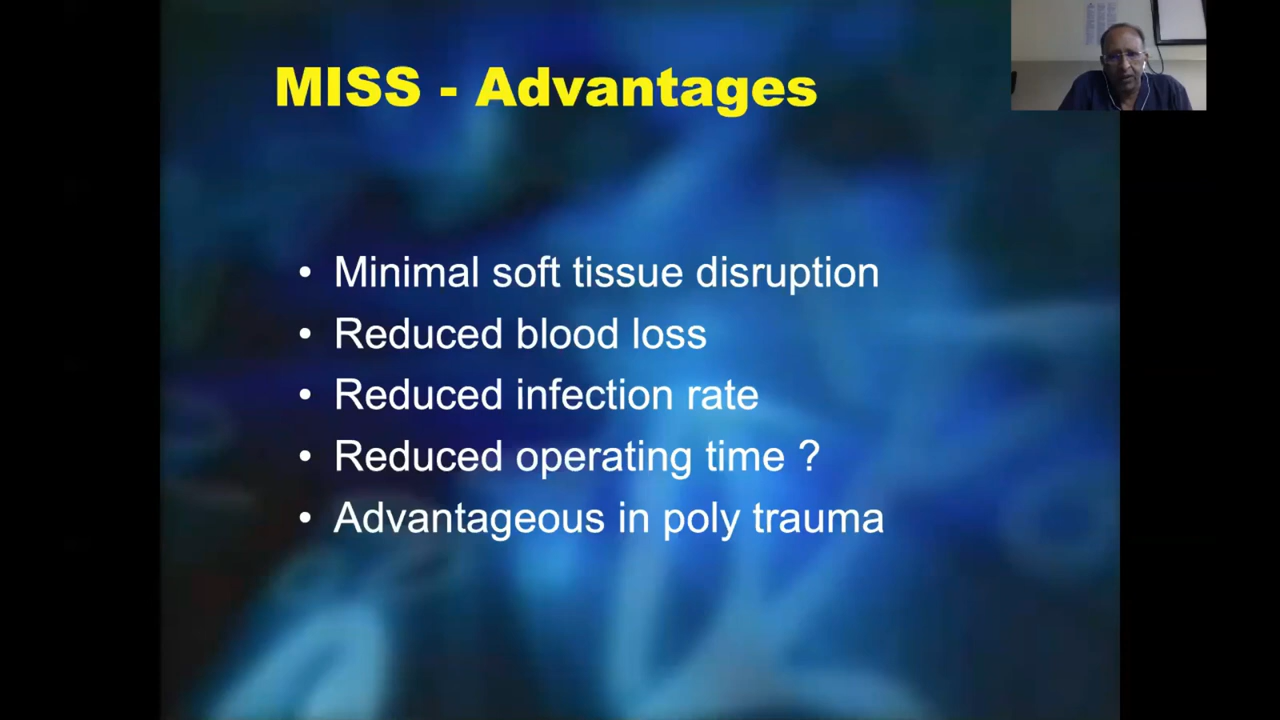 MISS - Advantages
• Minimal soft tissue disruption
• Reduced blood loss
• Reduced infection rate
• Reduced operating time ?
• Advantageous in poly trauma